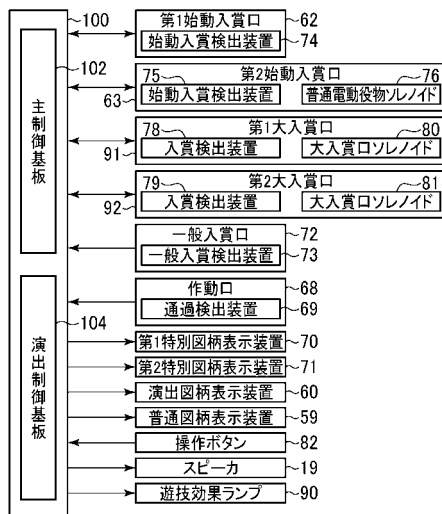 100
102
主制御基板
104
演出制御基板
第1始動入賞口 62
始動入賞検出装置 74
75 第2始動入賞口 76
63 始動入賞検出装置 普通電動役物ソレノイド
78 第1大入賞口 80
91 入賞検出装置 大入賞口ソレノイド
79 第2大入賞口 81
92 入賞検出装置 大入賞口ソレノイド
一般入賞口 72
一般入賞検出装置 73
作動口 68
通過検出装置 69
第1特別図柄表示装置 70
第2特別図柄表示装置 71
演出図柄表示装置 60
普通図柄表示装置 59
操作ボタン 82
スピーカ 19
遊技効果ランプ 90